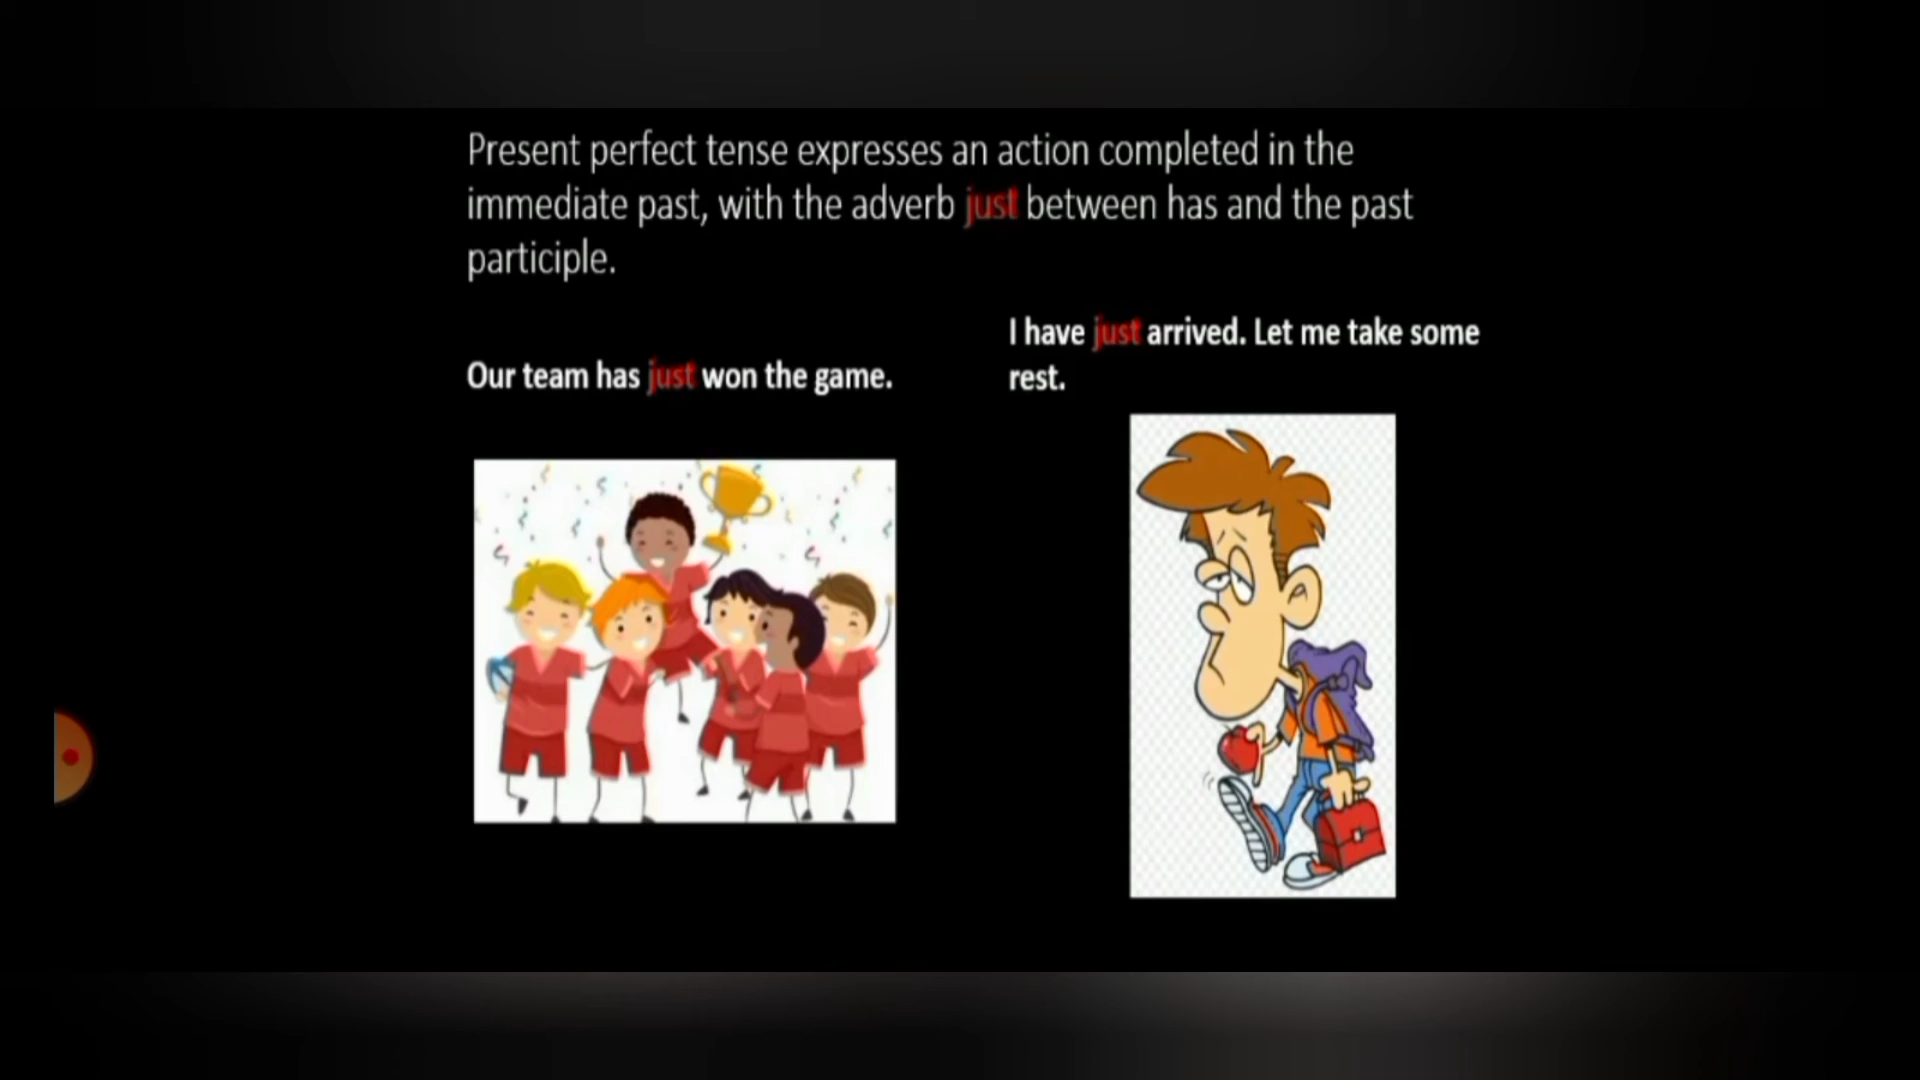 Present perfect tense expresses an action completed in the
immediate past, with the adverb just between has and the past
participle.
Our team has just won the game.
I have just arrived. Let me take some
rest.